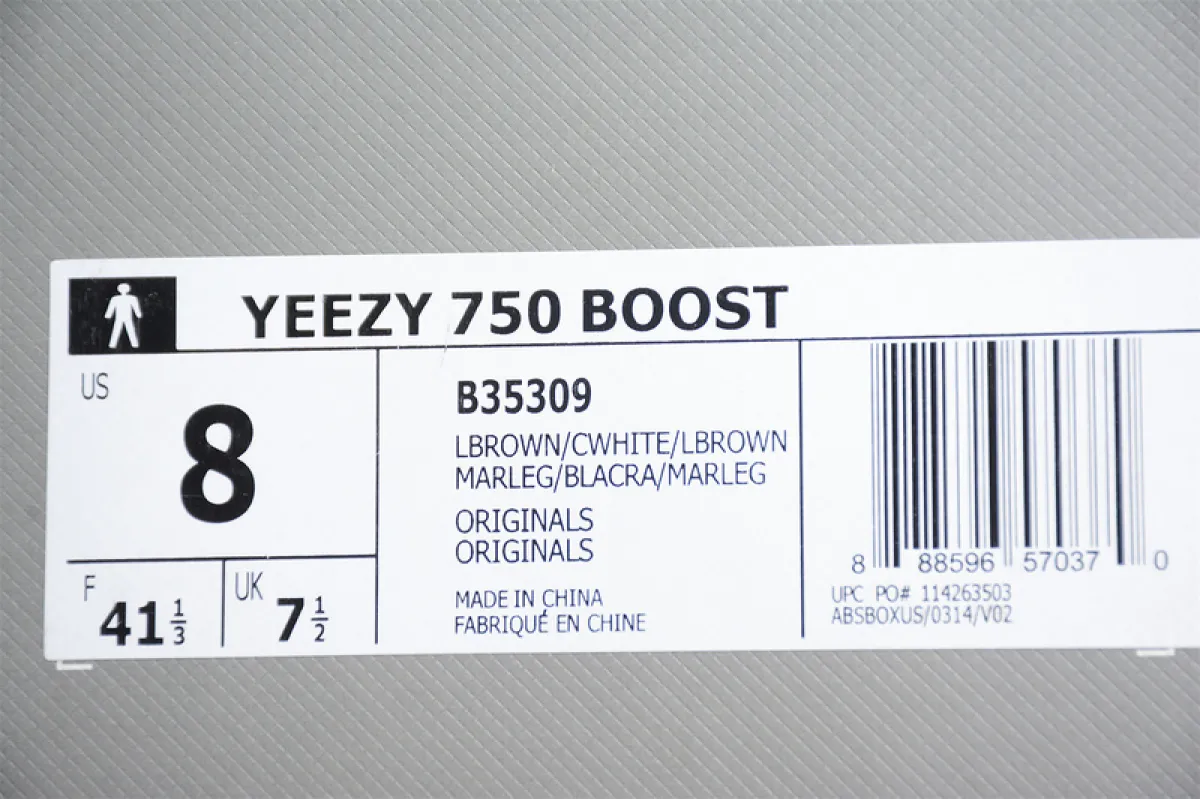 YEEZY 750 BOOST
US
8
F
41 1/3
UK
7 1/2
B35309
LBROWN/CWHITE/LBROWN
MARLEG/BLACRA/MARLEG
ORIGINALS
ORIGINALS
MADE IN CHINA
FABRIQUÉ EN CHINE
8 88596 57037 0
UPC PO# 114263503
ABSBOXUS/0314/V02